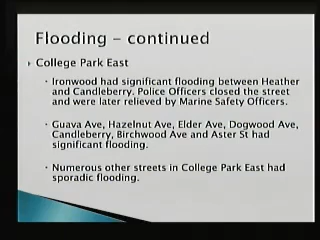 Flooding - continued
College Park East
Ironwood had significant flooding between Heather
and Candleberry. Police Officers closed the street
and were later relieved by Marine Safety Officers.
Guava Ave, Hazelnut Ave, Elder Ave, Dogwood Ave,
Candleberry, Birchwood Ave and Aster St had
significant flooding.
Numerous other streets in College Park East had
sporadic flooding.